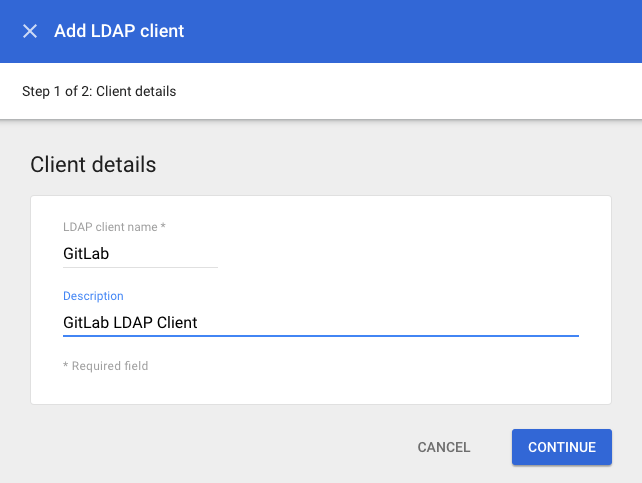 Add LDAP client
Step 1 of 2: Client details
Client details
LDAP client name *
GitLab
Description
GitLab LDAP Client
* Required field
CANCEL
CONTINUE